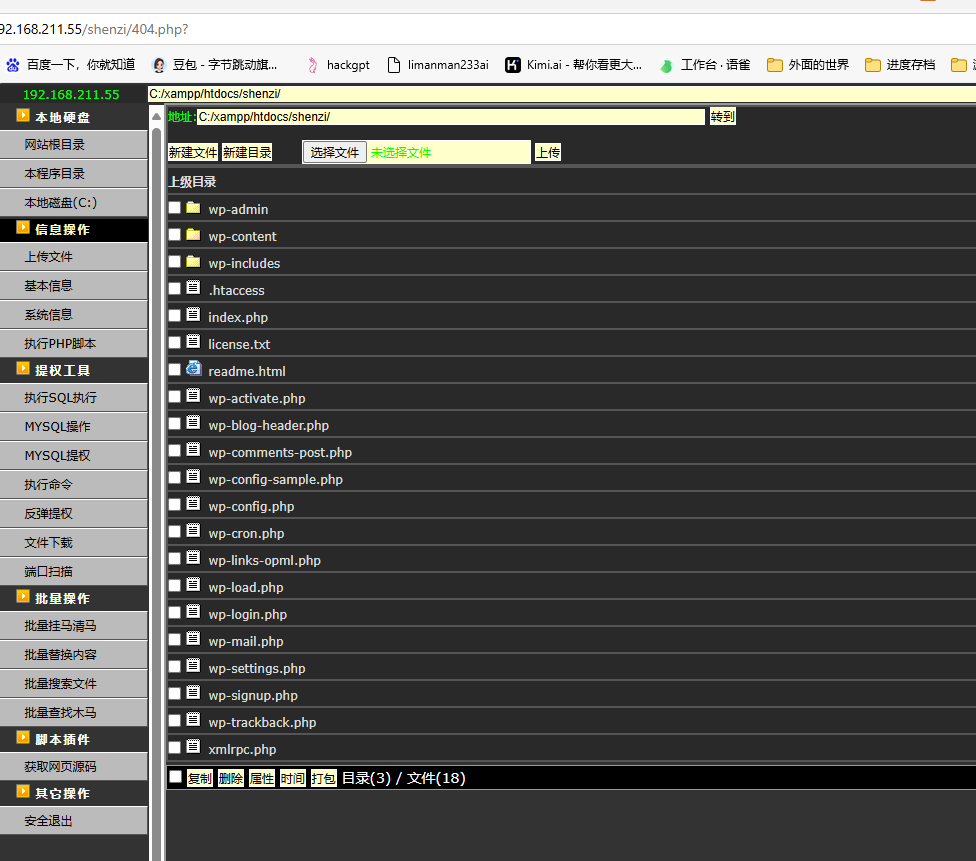 92.168.211.55/shenzi/404.php?
百度一下，你就知道
豆包 - 字节跳动旗...
hackgpt
limanman233ai
Kimi.ai - 帮你看更大...
工作台 · 语雀
外面的世界
进度存档
192.168.211.55
C:/xampp/htdocs/shenzi/
本地硬盘
网站根目录
本程序目录
本地磁盘(C:)
信息操作
上传文件
基本信息
系统信息
执行PHP脚本
提权工具
执行SQL执行
MYSQL操作
MYSQL提权
执行命令
反弹提权
文件下载
端口扫描
批量操作
批量挂马清马
批量替换内容
批量搜索文件
批量查找木马
脚本插件
获取网页源码
其它操作
安全退出
地址: C:/xampp/htdocs/shenzi/ 转到
新建文件 新建目录 选择文件 未选择文件 上传
上级目录
wp-admin
wp-content
wp-includes
.htaccess
index.php
license.txt
readme.html
wp-activate.php
wp-blog-header.php
wp-comments-post.php
wp-config-sample.php
wp-config.php
wp-cron.php
wp-links-opml.php
wp-load.php
wp-login.php
wp-mail.php
wp-settings.php
wp-signup.php
wp-trackback.php
xmlrpc.php
复制 删除 属性 时间 打包 目录(3) / 文件(18)